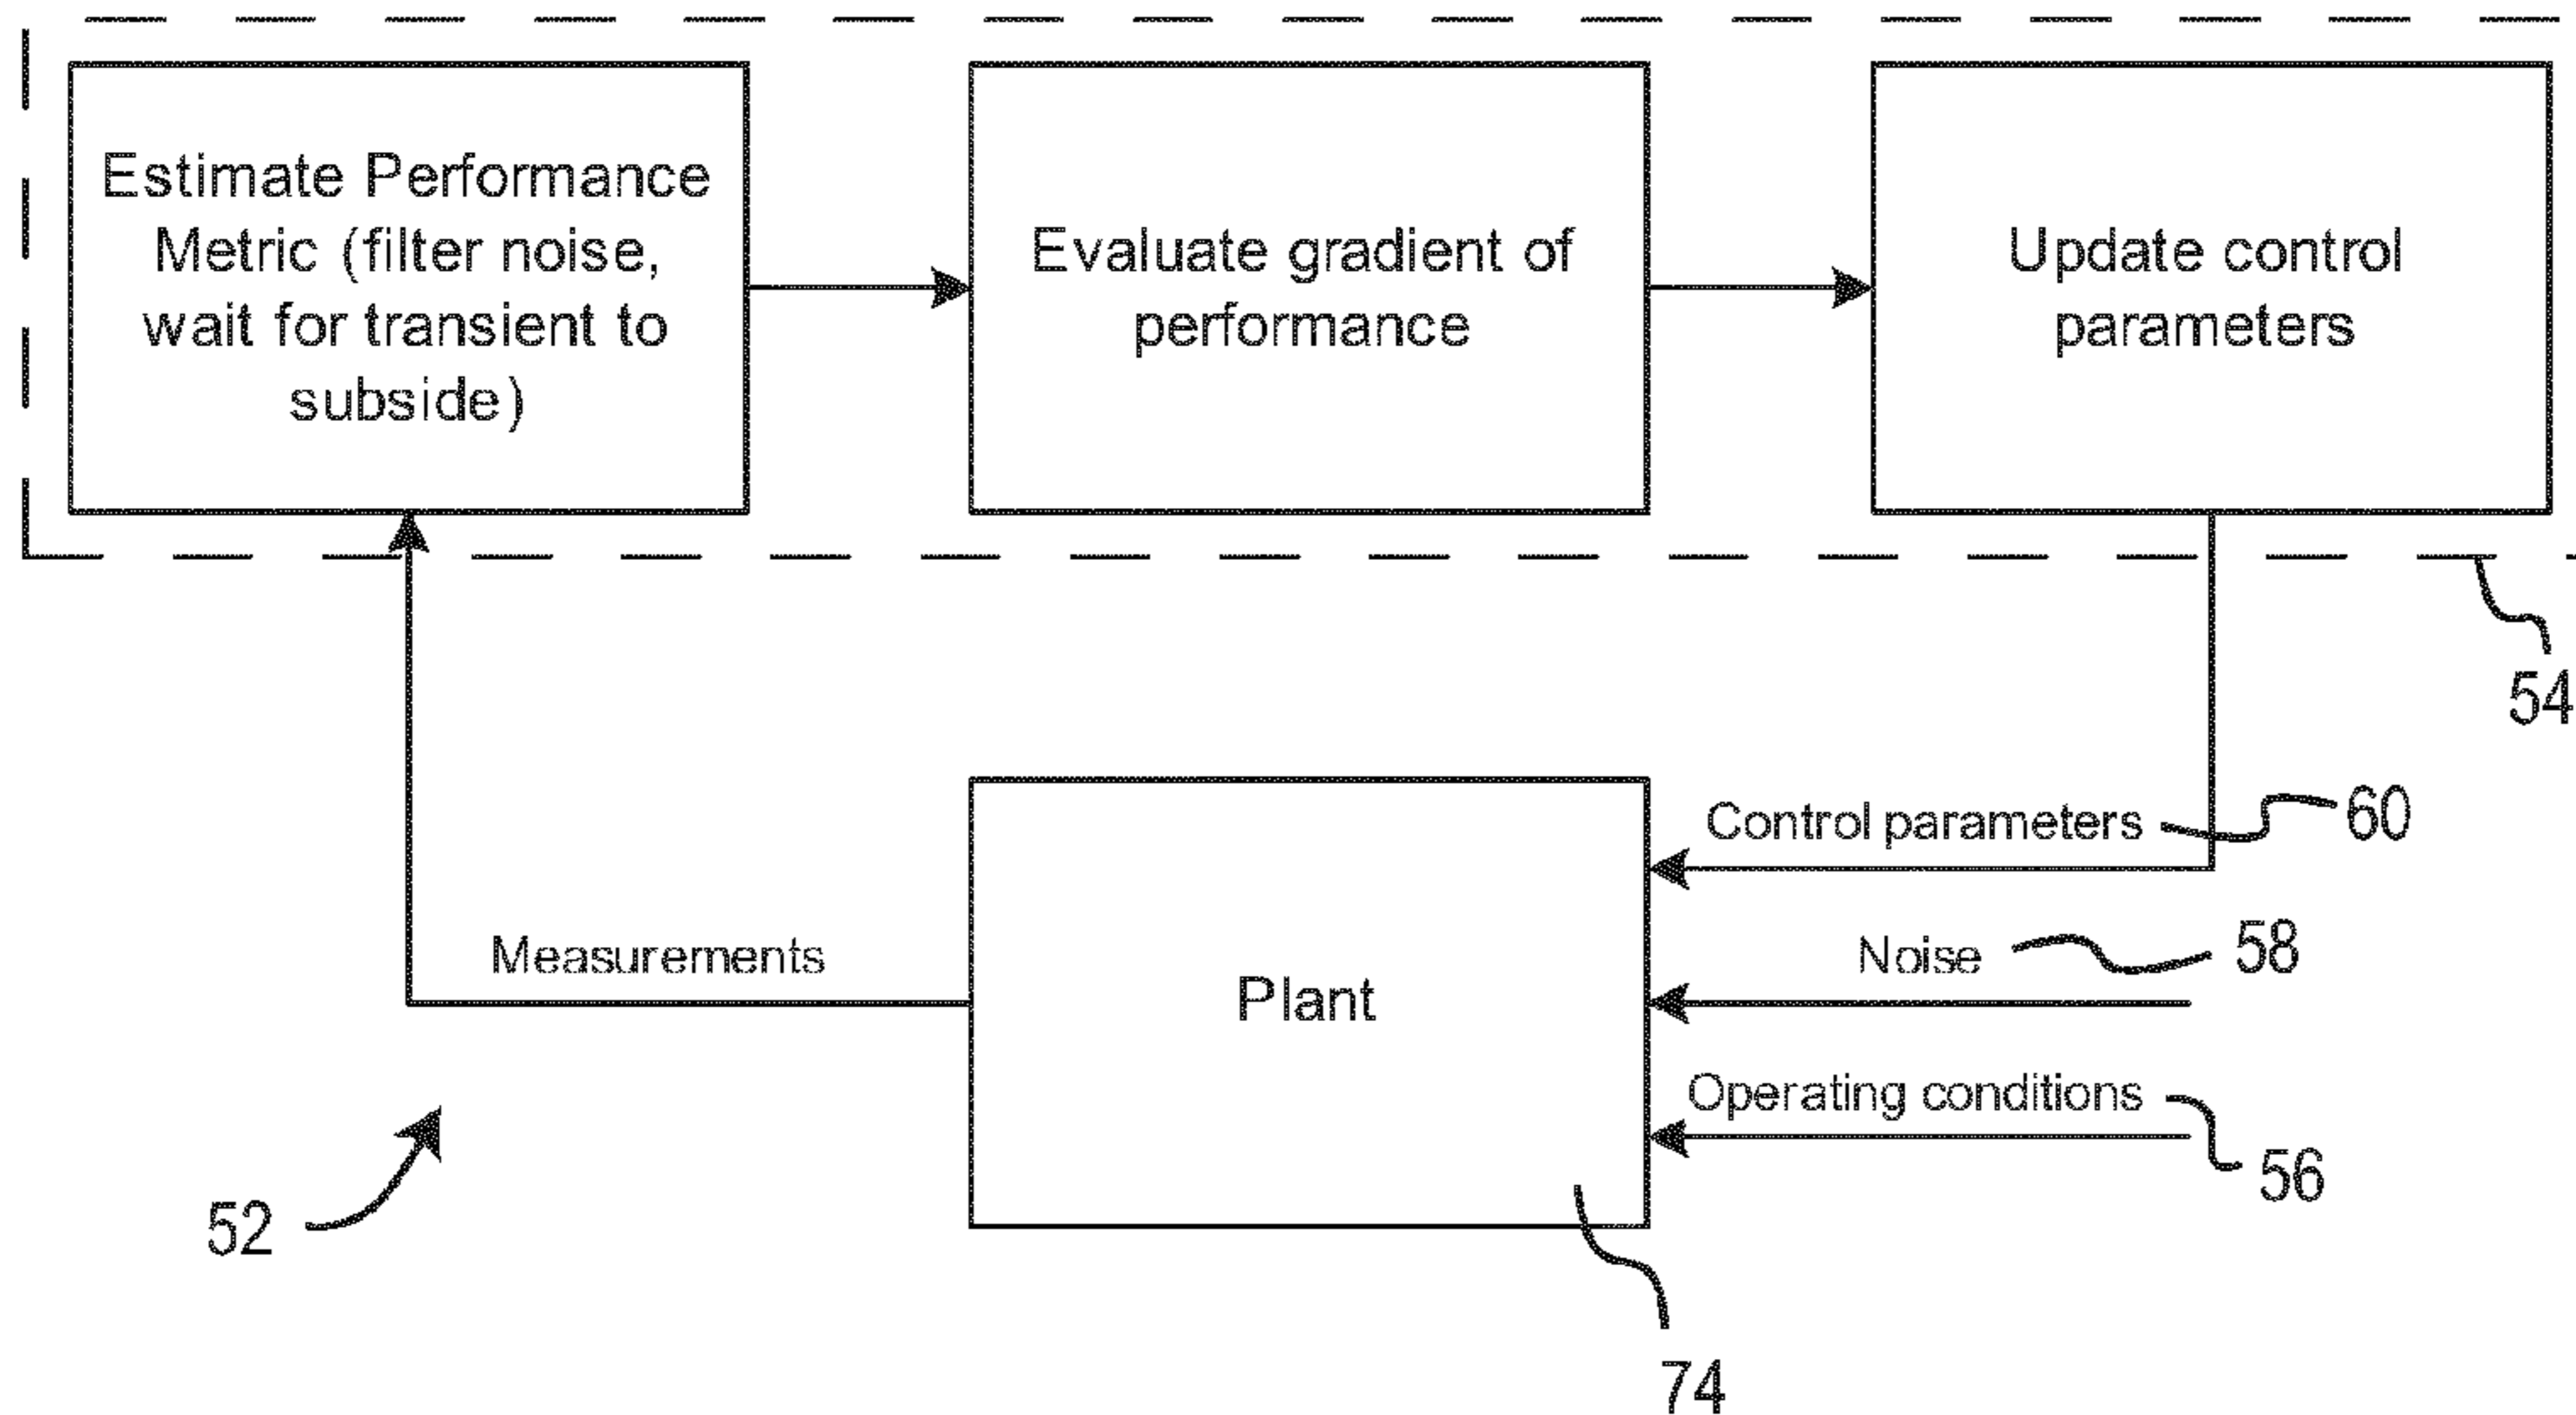 Estimate Performance
Metric (filter noise,
wait for transient to
subside)
Evaluate gradient of
performance
Update control
parameters
54
Control parameters
60
Measurements
Plant
Noise
58
Operating conditions
56
52
74